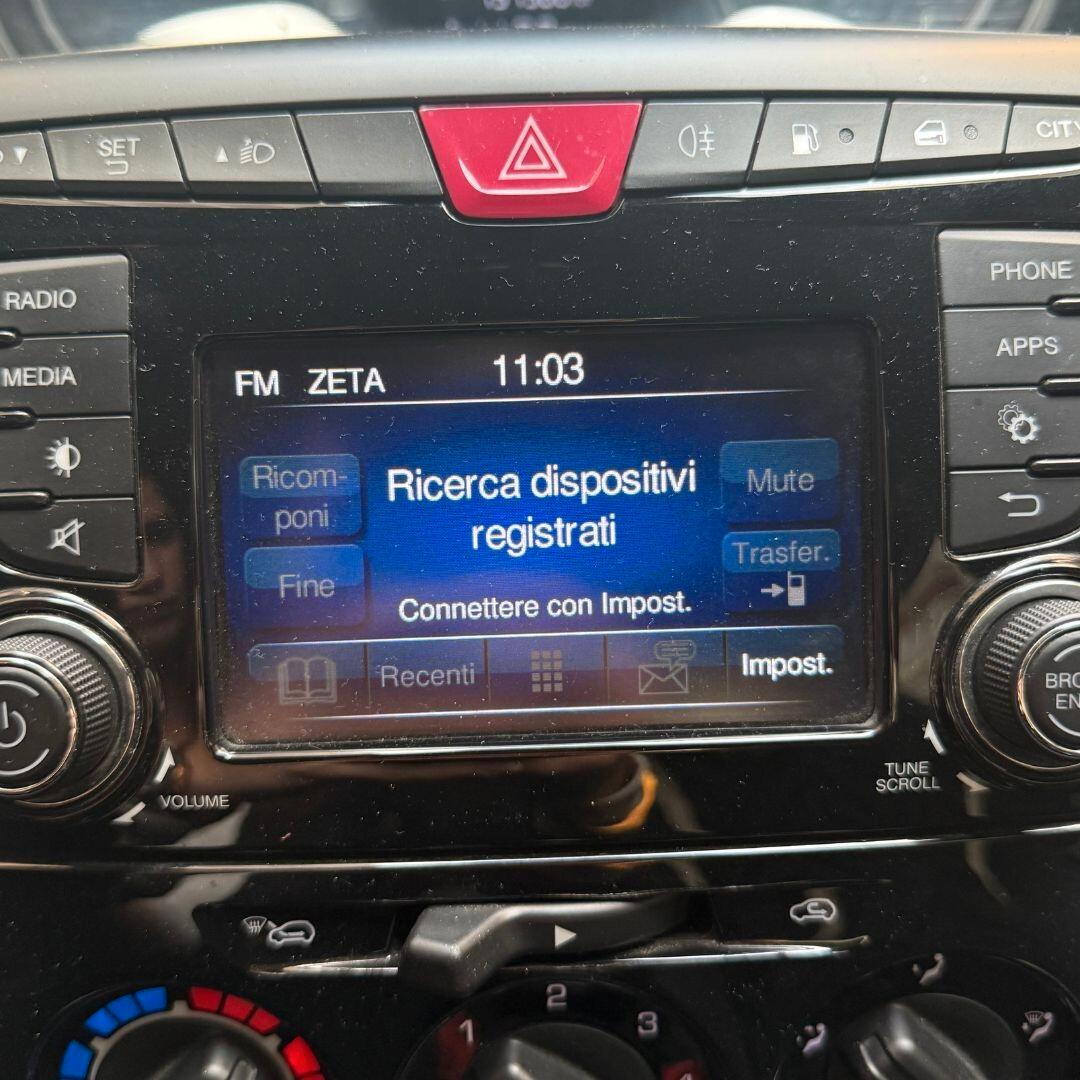 SET
CITY
RADIO
PHONE
MEDIA
APPS
FM ZETA 11:03
Ricom-
poni
Ricerca dispositivi
registrati
Mute
Fine
Trasfer.
Connettere con Impost.
Recenti
Impost.
VOLUME
TUNE
SCROLL
1
2
3